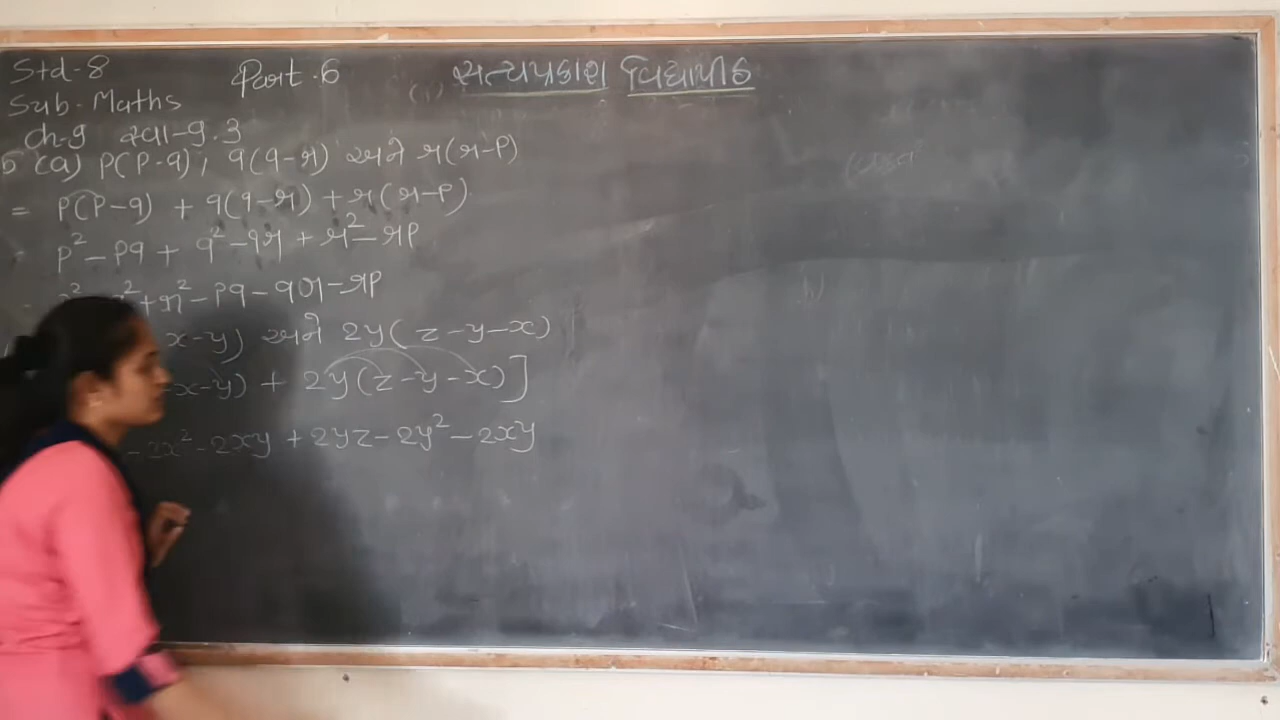 Std-8 Part-6 સત્યપ્રકાશ વિદ્યાપીઠ
Sub-Maths
Ch-9 સ્વા-9.3
5 (a) P(P-q), q(q-r) અને r(r-P)
= P(P-q) + q(q-r) + r(r-P)
P² - Pq + q² - qr + r² - rP
+ r² - Pq - qr - rP
x-y) અને 2y(z-y-x)
-x-y) + 2y(z-y-x)]
-2x² - 2xy + 2yz - 2y² - 2xy